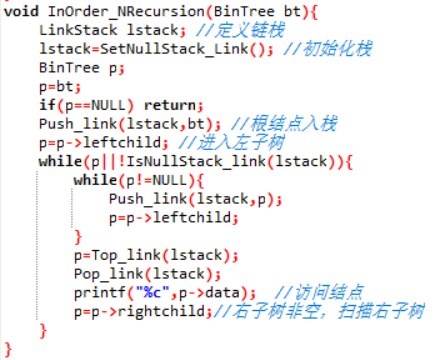 void InOrder_NRecursion(BinTree bt){
LinkStack lstack; //定义链栈
lstack=SetNullStack_Link(); //初始化栈
BinTree p;
p=bt;
if(p==NULL) return;
Push_link(lstack,bt); //根结点入栈
p=p->leftchild; //进入左子树
while(p||!IsNullStack_link(lstack)){
while(p!=NULL){
Push_link(lstack,p);
p=p->leftchild;
}
p=Top_link(lstack);
Pop_link(lstack);
printf("%c",p->data); //访问结点
p=p->rightchild;//右子树非空，扫描右子树
}
}